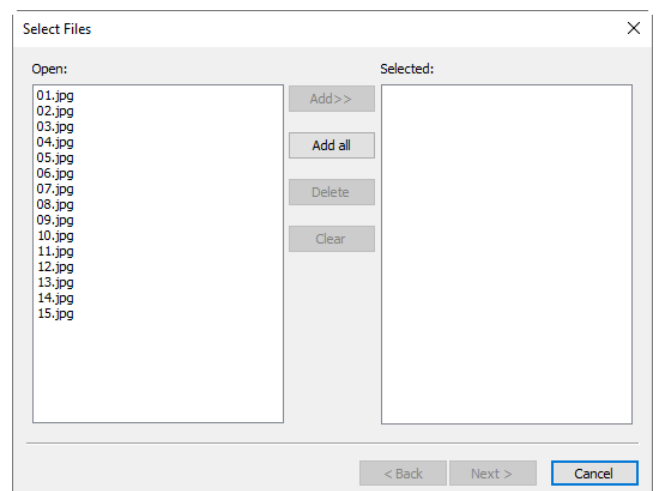 Select Files
Open:
Selected:
01.jpg
02.jpg
03.jpg
04.jpg
05.jpg
06.jpg
07.jpg
08.jpg
09.jpg
10.jpg
11.jpg
12.jpg
13.jpg
14.jpg
15.jpg
Add>>
Add all
Delete
Clear
< Back
Next >
Cancel